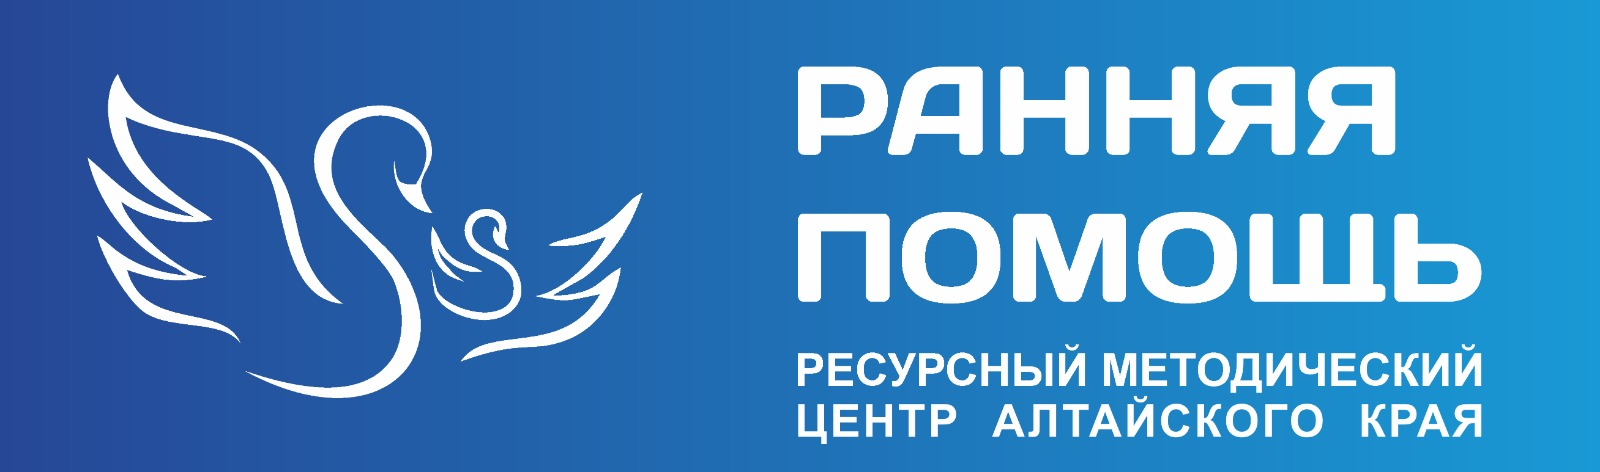 РАННЯЯ
ПОМОЩЬ
РЕСУРСНЫЙ МЕТОДИЧЕСКИЙ
ЦЕНТР АЛТАЙСКОГО КРАЯ